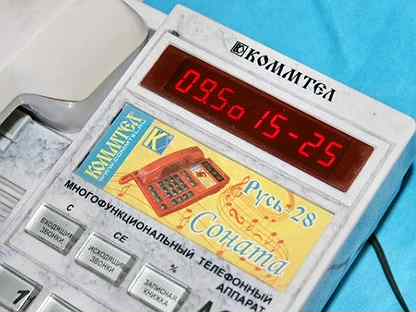 КОММТЕЛ
09.5o 15-25
КОММТЕЛ
Русь 28
Соната
МНОГОФУНКЦИОНАЛЬНЫЙ ТЕЛЕФОННЫЙ
АППАРАТ
C
CE
%
ВХОДЯЩИЕ
ЗВОНКИ
ИСХОДЯЩИЕ
ЗВОНКИ
ЗАПИСНАЯ
КНИЖКА
1